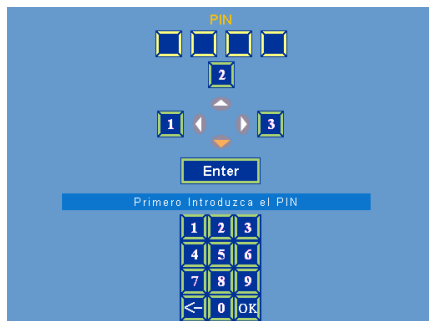 PIN
2
1 3
Enter
Primero Introduzca el PIN
1 2 3
4 5 6
7 8 9
<- 0 OK